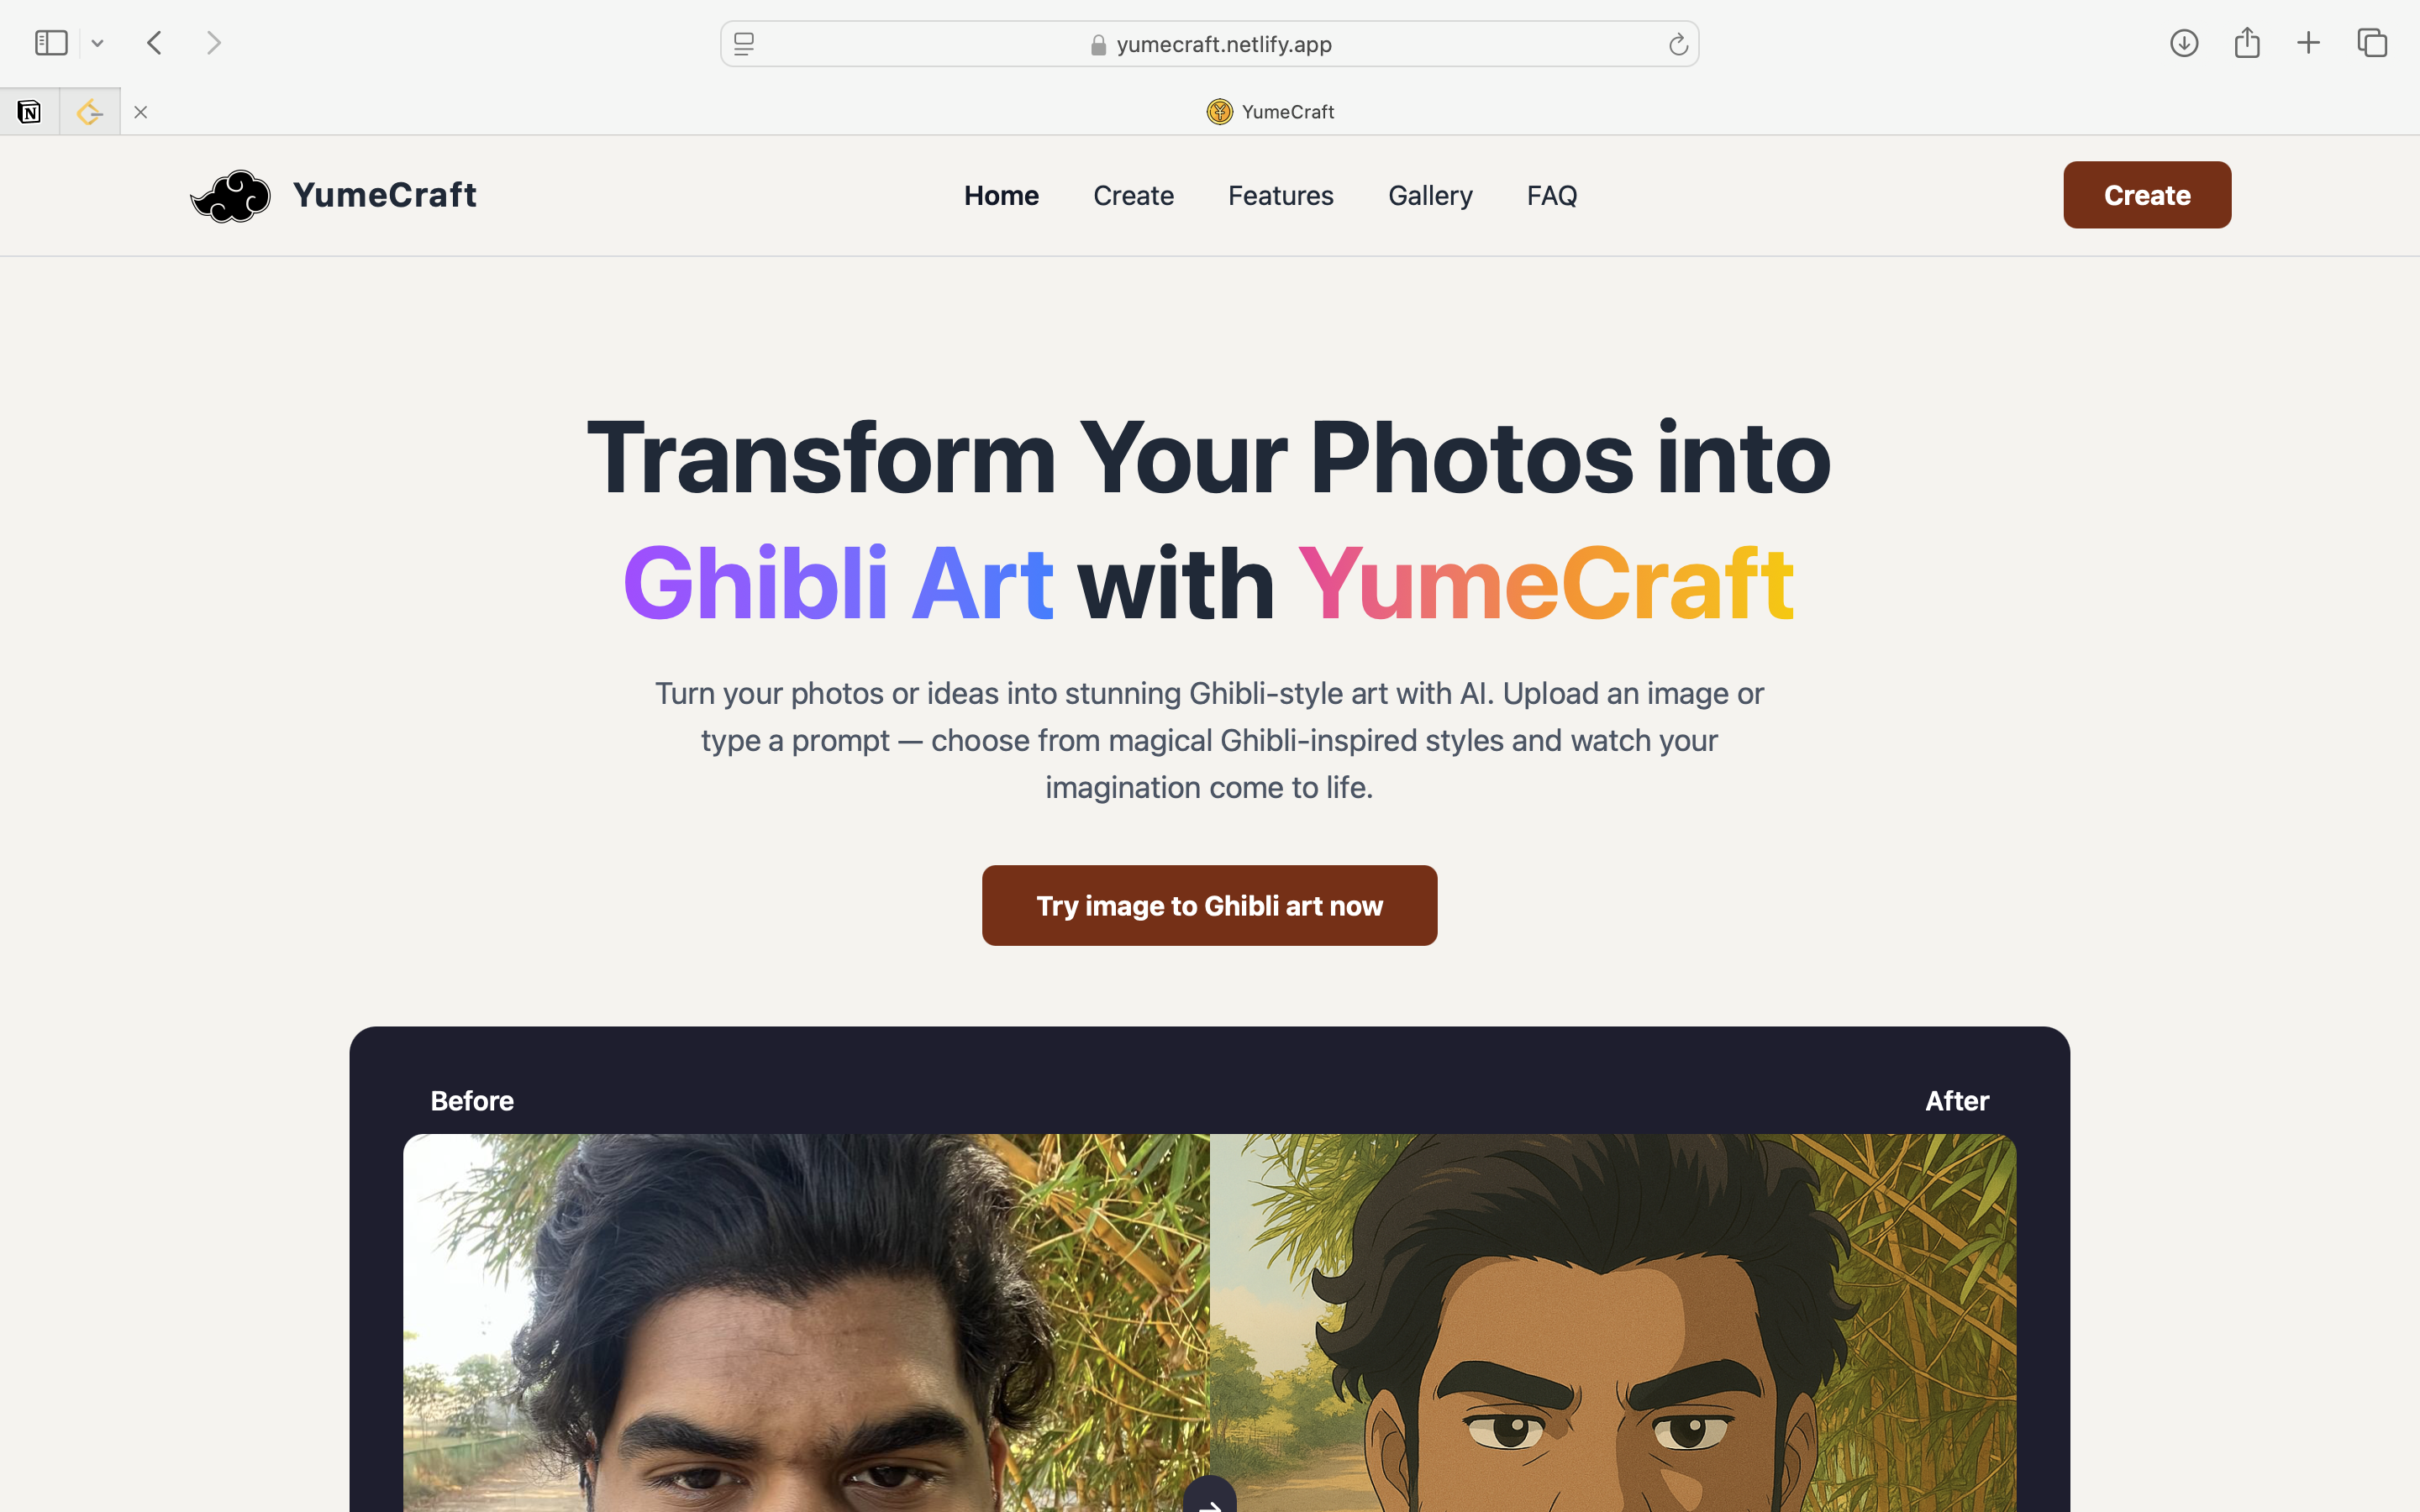 yumecraft.netlify.app
N
YumeCraft
YumeCraft
Home
Create
Features
Gallery
FAQ
Create
Transform Your Photos into
Ghibli Art with YumeCraft
Turn your photos or ideas into stunning Ghibli-style art with AI. Upload an image or
type a prompt — choose from magical Ghibli-inspired styles and watch your
imagination come to life.
Try image to Ghibli art now
Before
After